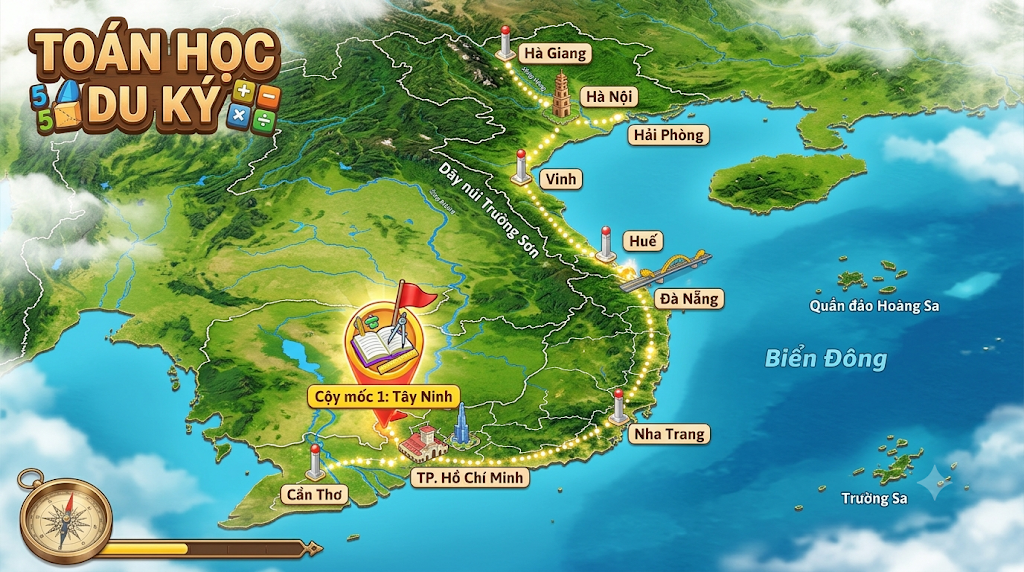 TOÁN HỌC
DU KÝ
5
5
+ −
× ÷
Hà Giang
Hà Nội
Hải Phòng
Vinh
Dãy núi Trường Sơn
Huế
Đà Nẵng
Quần đảo Hoàng Sa
Biển Đông
Cộy mốc 1: Tây Ninh
Nha Trang
TP. Hồ Chí Minh
Cần Thơ
Trường Sa